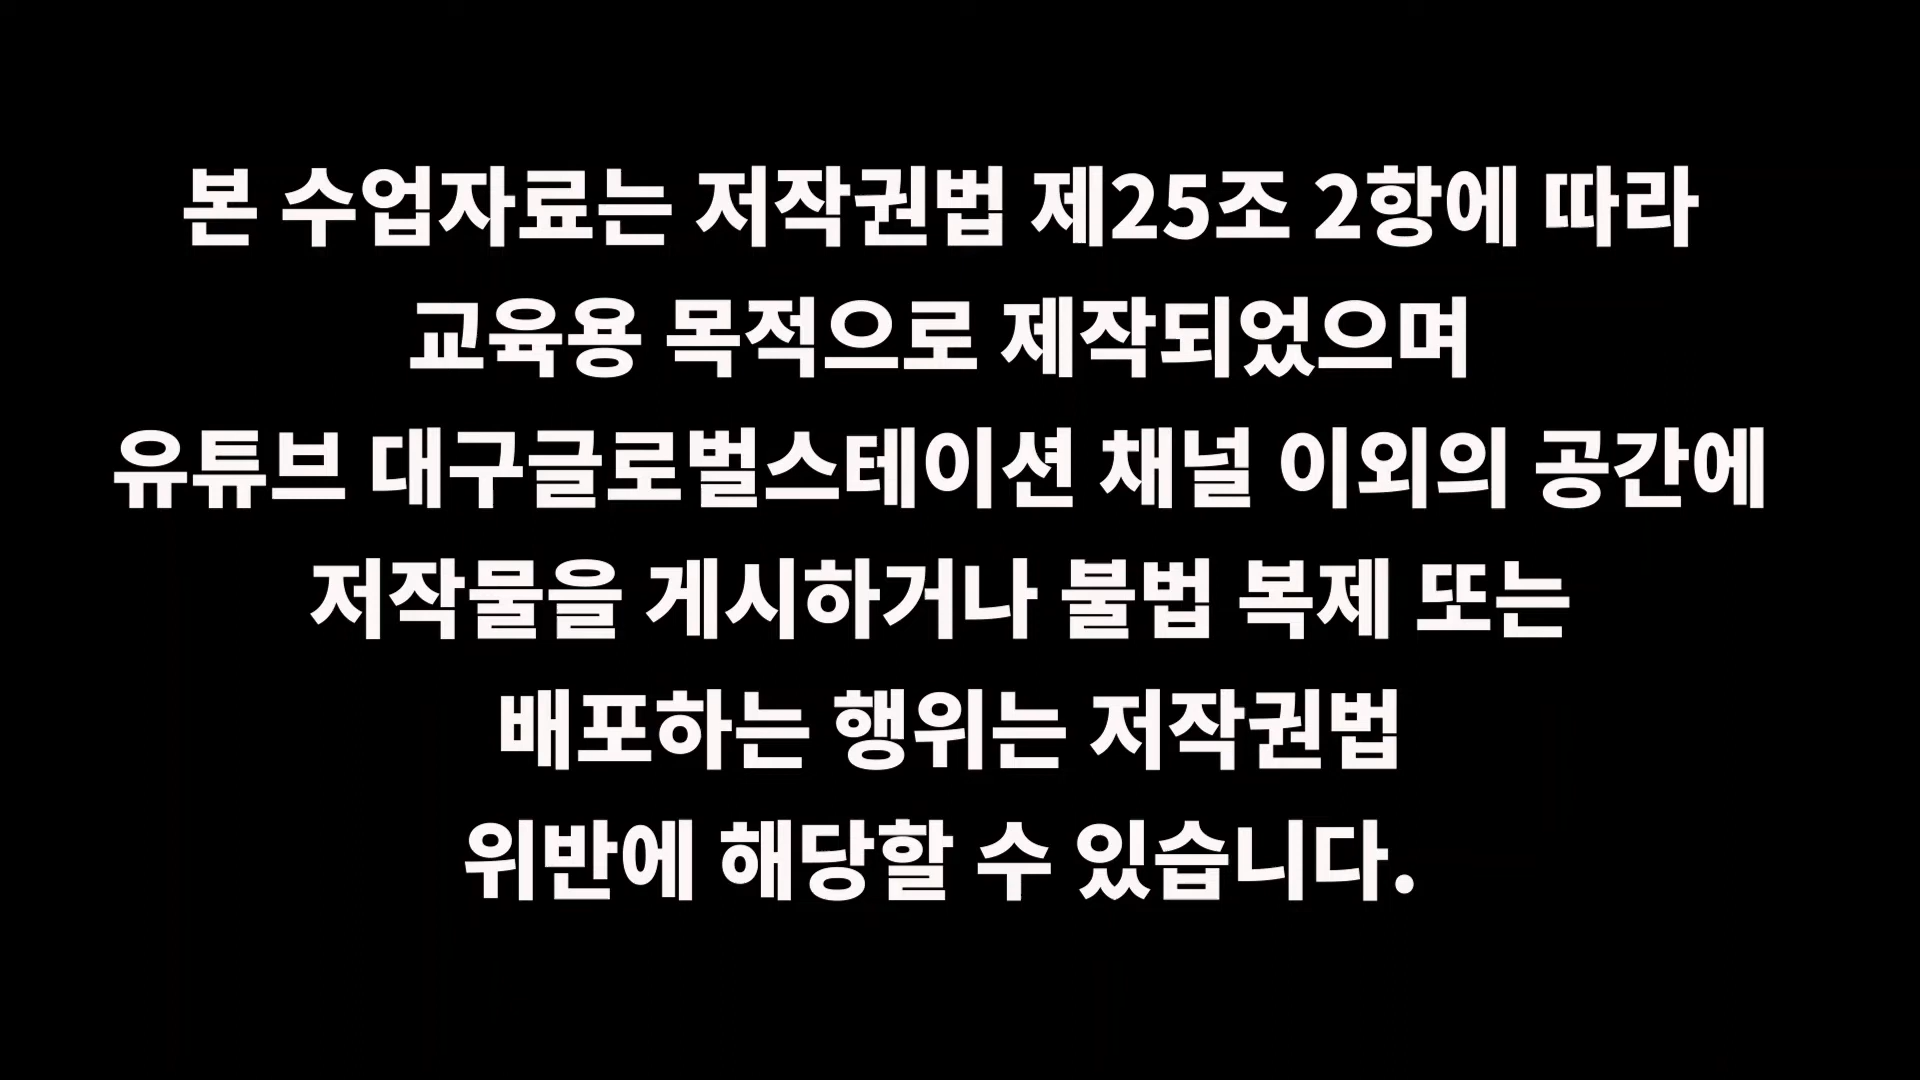 본 수업자료는 저작권법 제25조 2항에 따라
교육용 목적으로 제작되었으며
유튜브 대구글로벌스테이션 채널 이외의 공간에
저작물을 게시하거나 불법 복제 또는
배포하는 행위는 저작권법
위반에 해당할 수 있습니다.